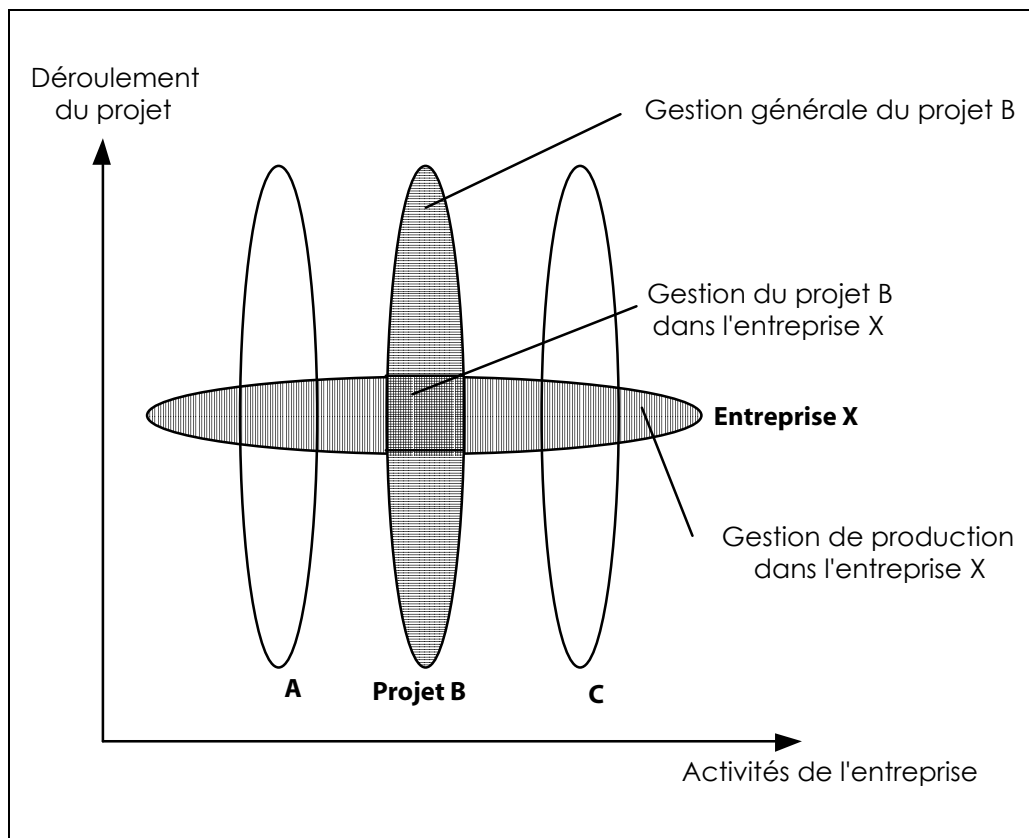 Déroulement
du projet
Gestion générale du projet B
Gestion du projet B
dans l'entreprise X
Entreprise X
Gestion de production
dans l'entreprise X
A
Projet B
C
Activités de l'entreprise